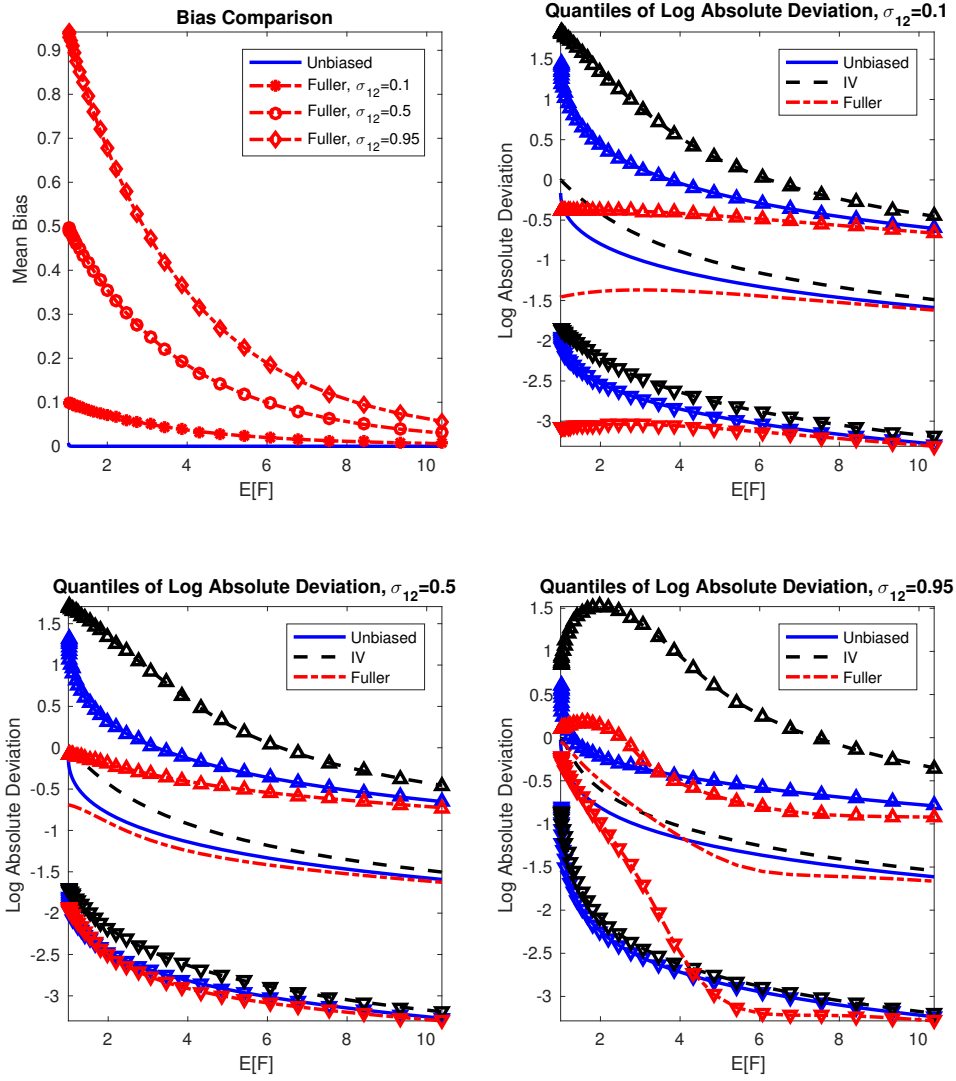 Bias Comparison
0.9
0.8
0.7
0.6
0.5
0.4
0.3
0.2
0.1
0
Mean Bias
Unbiased
Fuller, σ12=0.1
Fuller, σ12=0.5
Fuller, σ12=0.95
2 4 6 8 10
E[F]
Quantiles of Log Absolute Deviation, σ12=0.1
1.5
1
0.5
0
-0.5
-1
-1.5
-2
-2.5
-3
Log Absolute Deviation
Unbiased
IV
Fuller
2 4 6 8 10
E[F]
Quantiles of Log Absolute Deviation, σ12=0.5
1.5
1
0.5
0
-0.5
-1
-1.5
-2
-2.5
-3
Log Absolute Deviation
Unbiased
IV
Fuller
2 4 6 8 10
E[F]
Quantiles of Log Absolute Deviation, σ12=0.95
1.5
1
0.5
0
-0.5
-1
-1.5
-2
-2.5
-3
Log Absolute Deviation
Unbiased
IV
Fuller
2 4 6 8 10
E[F]